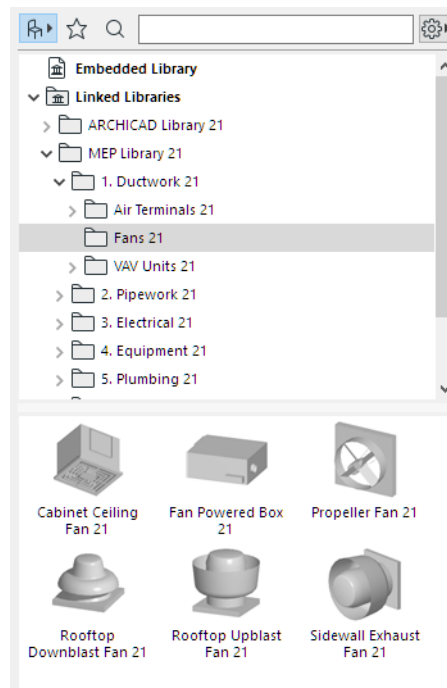 Embedded Library
Linked Libraries
ARCHICAD Library 21
MEP Library 21
1. Ductwork 21
Air Terminals 21
Fans 21
VAV Units 21
2. Pipework 21
3. Electrical 21
4. Equipment 21
5. Plumbing 21
Cabinet Ceiling
Fan 21
Fan Powered Box
21
Propeller Fan 21
Rooftop
Downblast Fan 21
Rooftop Upblast
Fan 21
Sidewall Exhaust
Fan 21